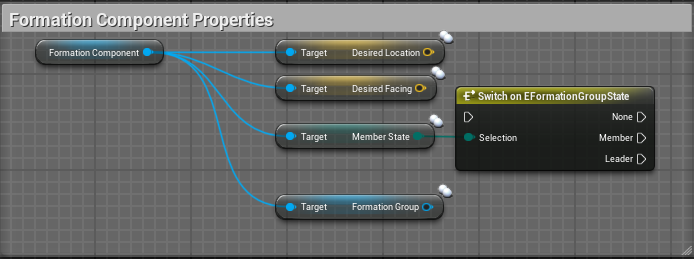 Formation Component Properties
Formation Component
Target Desired Location
Target Desired Facing
Switch on EFormationGroupState
None
Target Member State
Selection Member
Leader
Target Formation Group